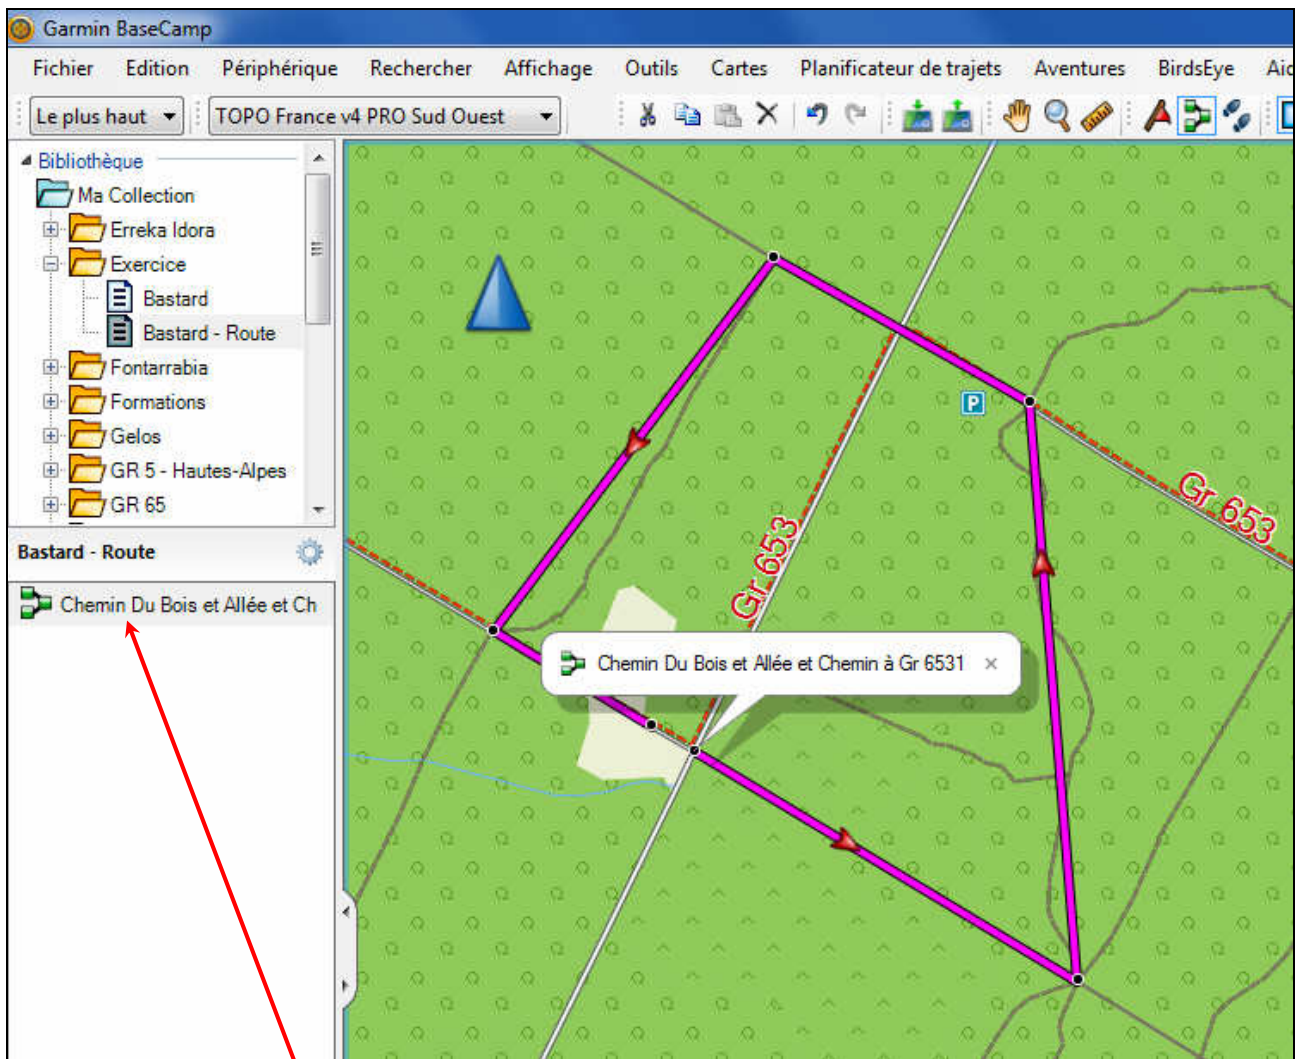 Garmin BaseCamp
Fichier Edition Périphérique Rechercher Affichage Outils Cartes Planificateur de trajets Aventures BirdsEye Aid
Le plus haut TOPO France v4 PRO Sud Ouest
Bibliothèque
Ma Collection
Erreka Idora
Exercice
Bastard
Bastard - Route
Fontarrabia
Formations
Gelos
GR 5 - Hautes-Alpes
GR 65
Bastard - Route
Chemin Du Bois et Allée et Ch
P
Gr 653
Gr 653
Chemin Du Bois et Allée et Chemin à Gr 6531